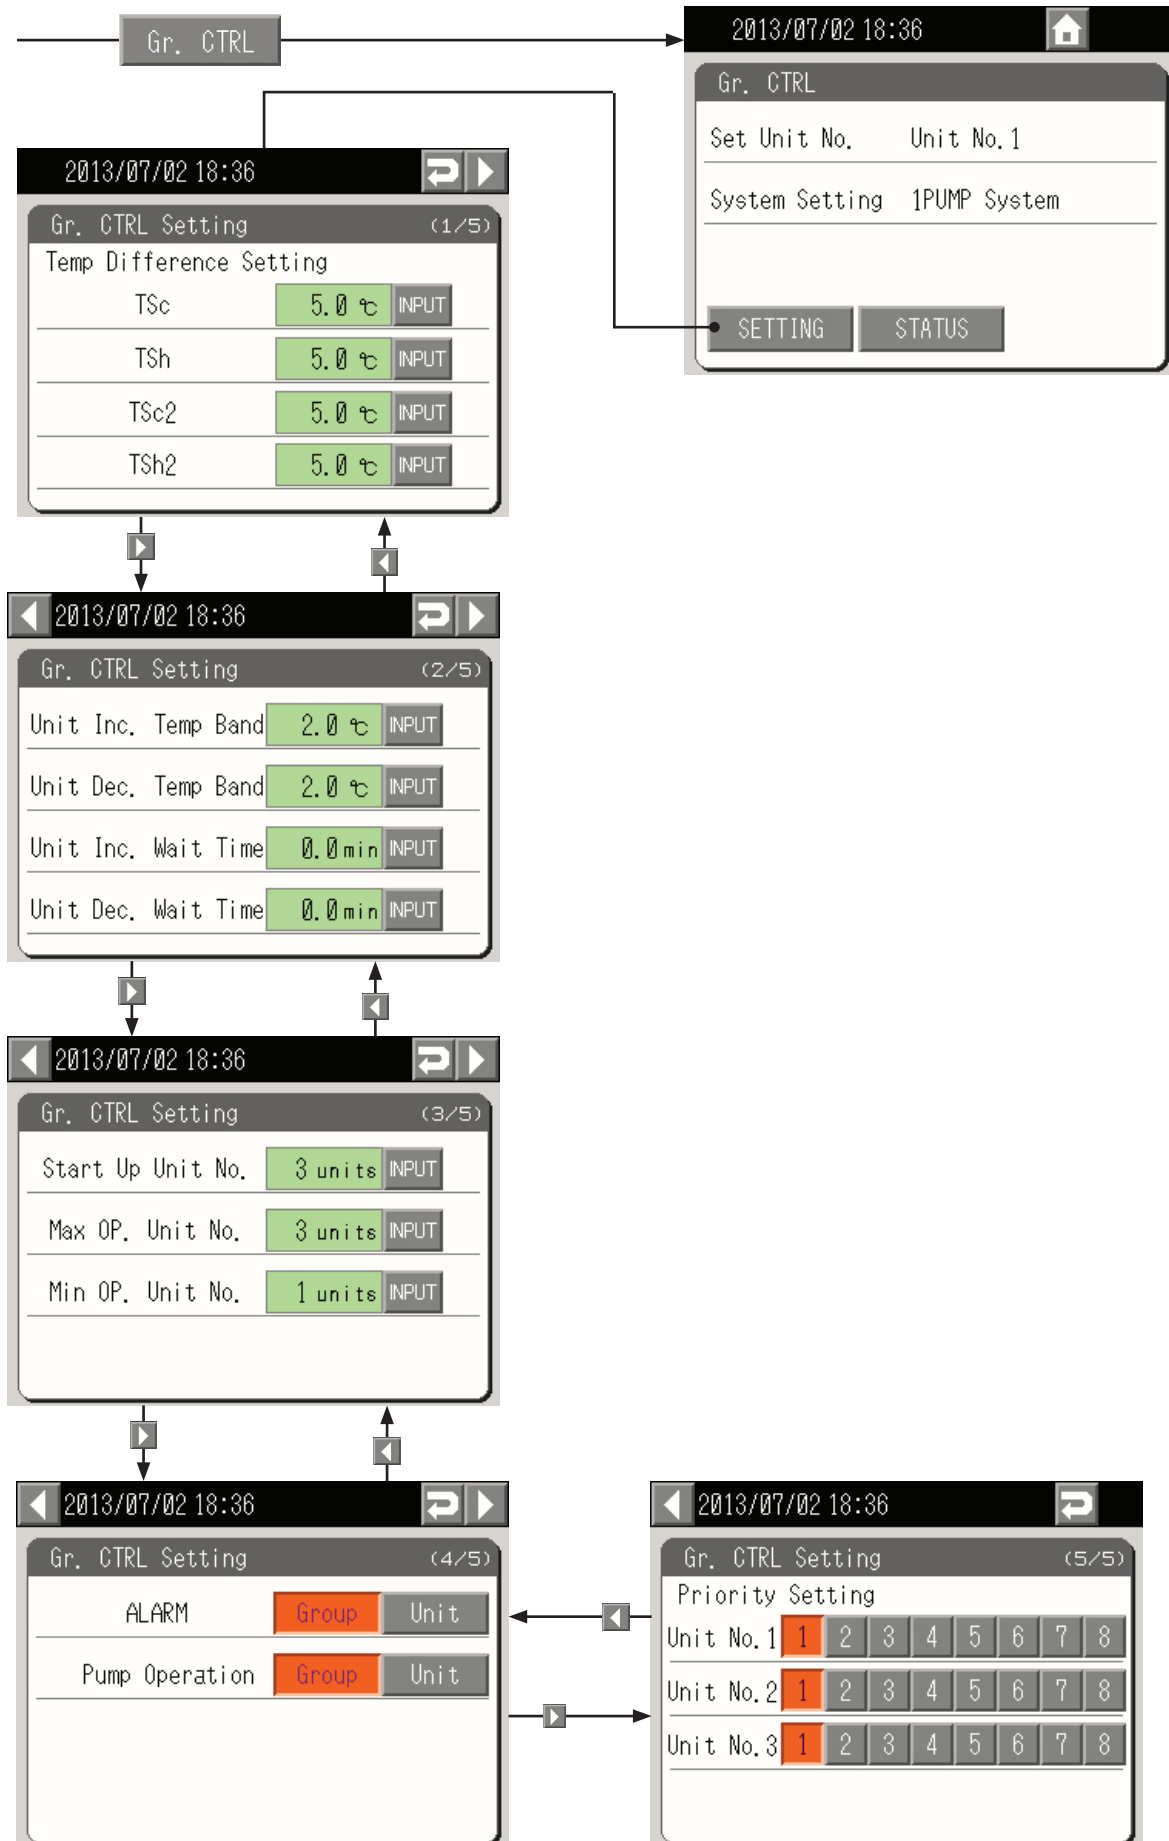 Gr. CTRL
2013/07/02 18:36
Gr. CTRL
Set Unit No. Unit No.1
System Setting 1PUMP System
SETTING STATUS
2013/07/02 18:36
Gr. CTRL Setting (1/5)
Temp Difference Setting
TSc 5.0 ℃ INPUT
TSh 5.0 ℃ INPUT
TSc2 5.0 ℃ INPUT
TSh2 5.0 ℃ INPUT
2013/07/02 18:36
Gr. CTRL Setting (2/5)
Unit Inc. Temp Band 2.0 ℃ INPUT
Unit Dec. Temp Band 2.0 ℃ INPUT
Unit Inc. Wait Time 0.0min INPUT
Unit Dec. Wait Time 0.0min INPUT
2013/07/02 18:36
Gr. CTRL Setting (3/5)
Start Up Unit No. 3 units INPUT
Max OP. Unit No. 3 units INPUT
Min OP. Unit No. 1 units INPUT
2013/07/02 18:36
Gr. CTRL Setting (4/5)
ALARM Group Unit
Pump Operation Group Unit
2013/07/02 18:36
Gr. CTRL Setting (5/5)
Priority Setting
Unit No.1 1 2 3 4 5 6 7 8
Unit No.2 1 2 3 4 5 6 7 8
Unit No.3 1 2 3 4 5 6 7 8